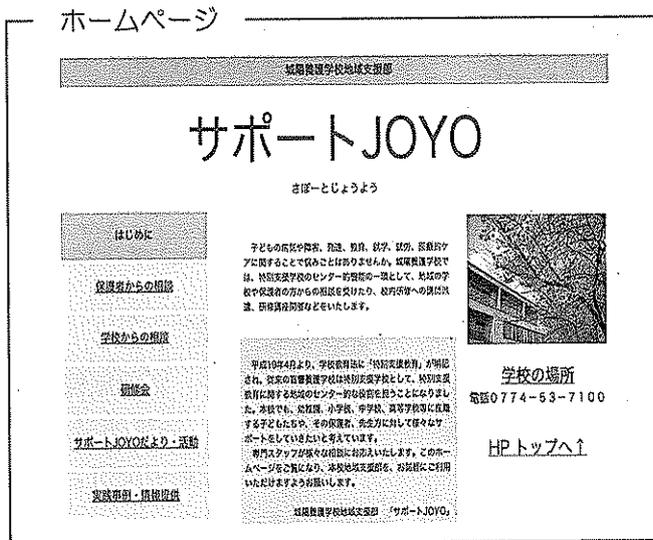 ホームページ
城陽養護学校地域支援部
サポートJOYO
さぽーとじょうよう
はじめに
保護者からの相談
学校からの相談
研修会
サポートJOYOだより・活動
実践事例・情報提供
子どもの病気や障害、発達、教育、就学、就労、医療的ケ
アに関することで悩みごとはありませんか。城陽養護学校で
は、特別支援学校のセンター的機能の一環として、地域の学
校や保護者の方からの相談を受けたり、校内研修への講師派
遣、研修講座開催などをいたします。
平成19年4月より、学校教育法に「特別支援教育」が明記
され、従来の盲聾養護学校は特別支援学校として、特別支援
教育に関する地域のセンター的な役割を担うことになりまし
た。本校でも、幼稚園、小学校、中学校、高等学校等に在籍
する子どもたちや、その保護者、先生方に対して様々なサ
ポートをしていきたいと考えています。
専門スタッフが様々な相談にお応えいたします。このホー
ムページをご覧になり、本校地域支援部を、お気軽にご利用
いただけますようお願いします。
城陽養護学校地域支援部　「サポートJOYO」
学校の場所
電話0774-53-7100
HPトップへ↑